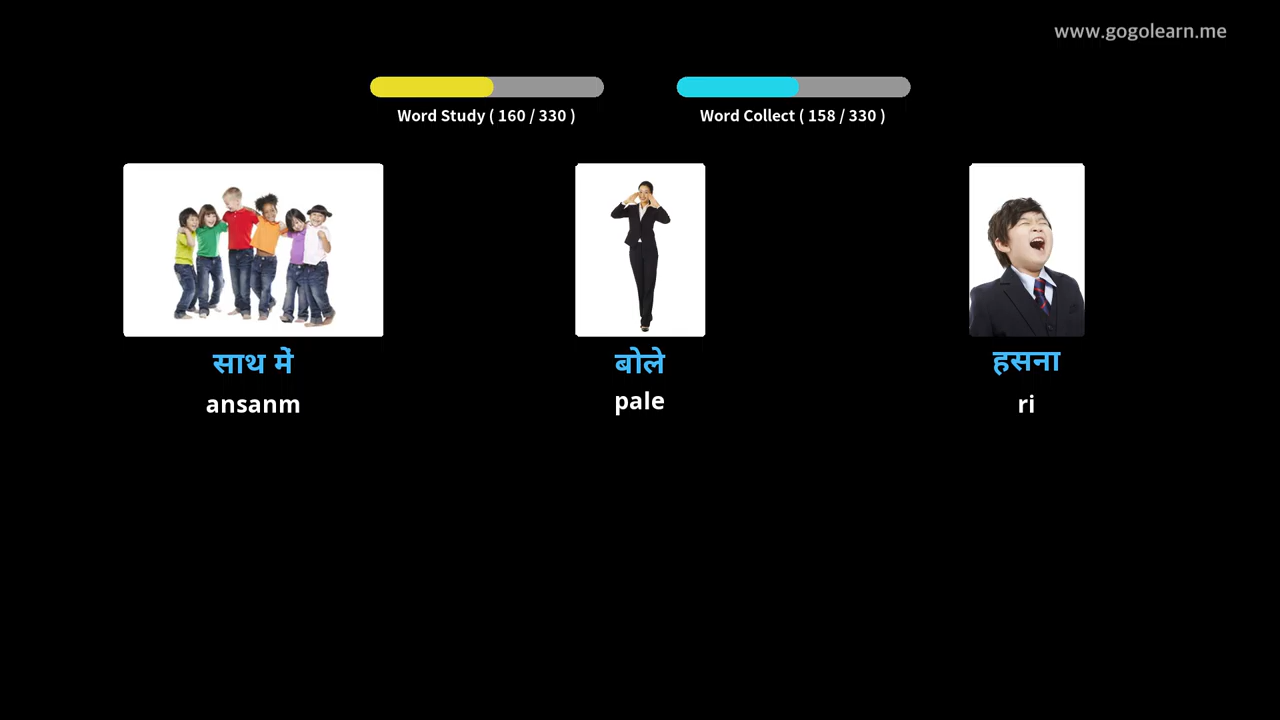 www.gogolearn.me
Word Study ( 160 / 330 )
Word Collect ( 158 / 330 )
साथ में
ansanm
बोले
pale
हसना
ri